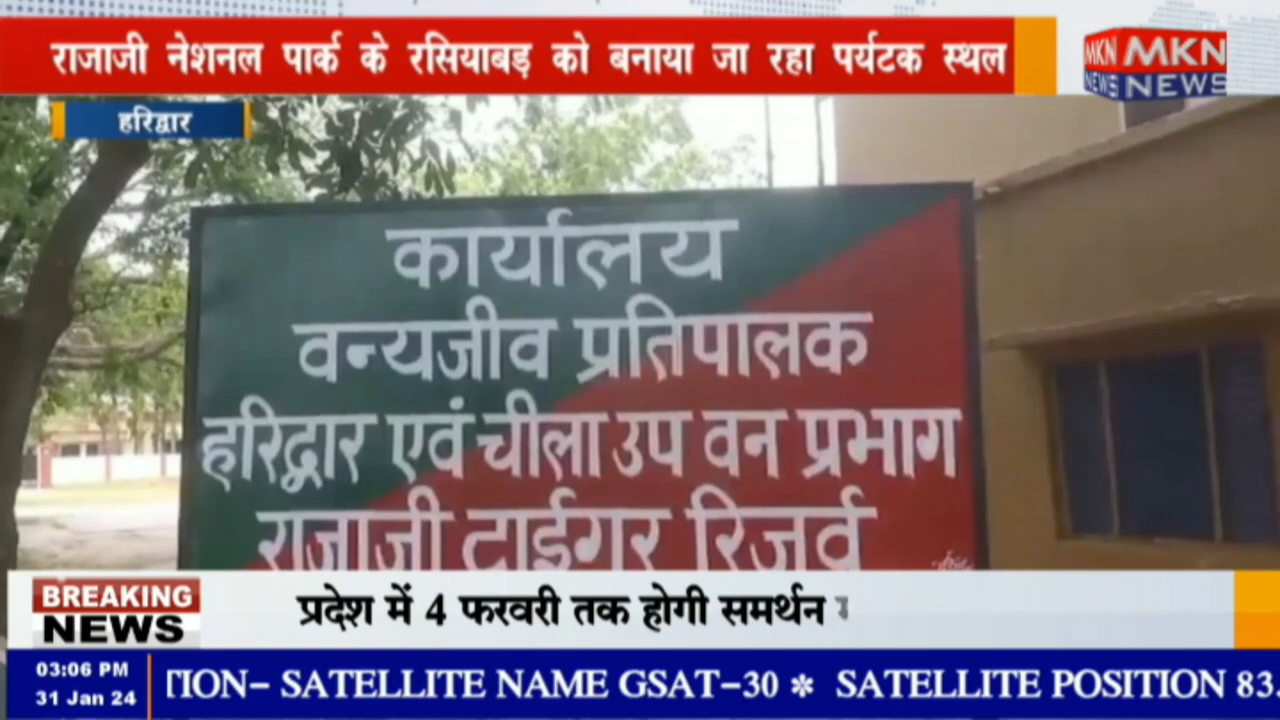 राजाजी नेशनल पार्क के रसियाबड़ को बनाया जा रहा पर्यटक स्थल
MKN NEWS
MKN NEWS
हरिद्वार
कार्यालय
वन्यजीव प्रतिपालक
हरिद्वार एवं चीला उप वन प्रभाग
राजाजी टाईगर रिजर्व
BREAKING NEWS
प्रदेश में 4 फरवरी तक होगी समर्थन
03:06 PM
31 Jan 24
TION- SATELLITE NAME GSAT-30 * SATELLITE POSITION 83.